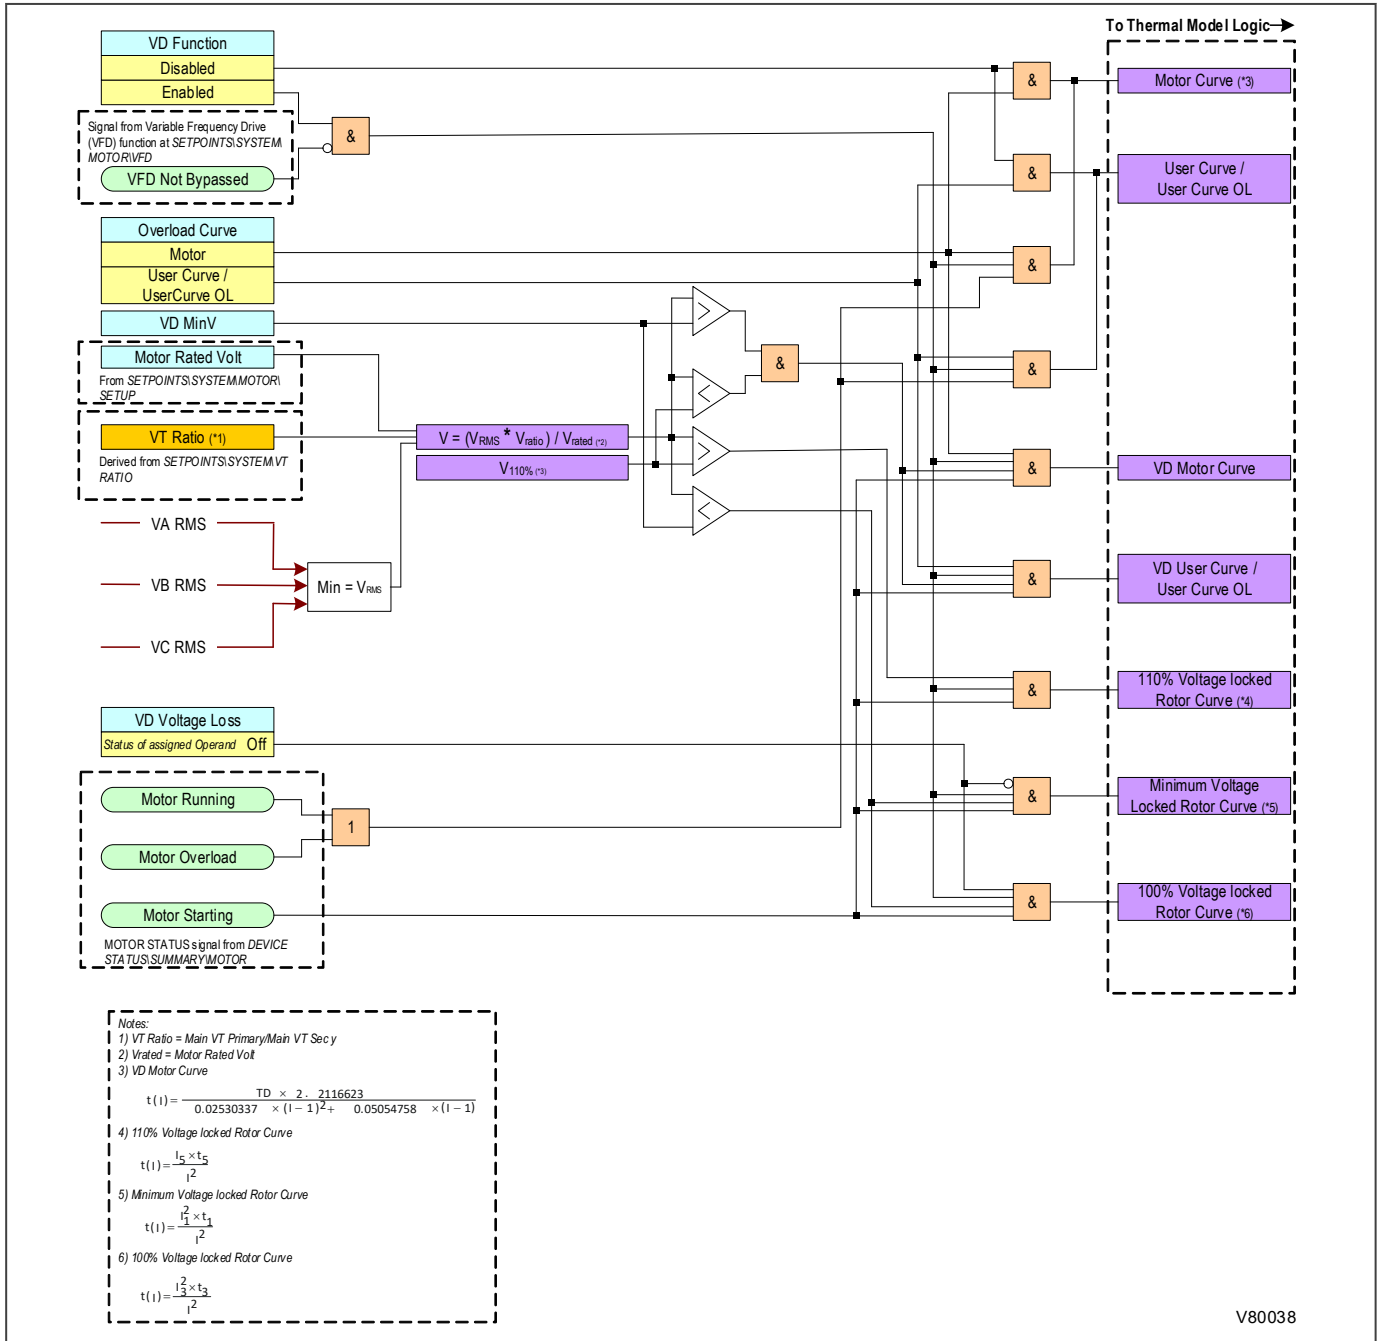 To Thermal Model Logic
VD Function
Disabled
Enabled
Signal from Variable Frequency Drive
(VFD) function at SETPOINTS\SYSTEM\
MOTOR\VFD
VFD Not Bypassed
&
&
Motor Curve (*3)
&
User Curve /
User Curve OL
Overload Curve
Motor
User Curve /
UserCurve OL
&
VD MinV
>
&
&
Motor Rated Volt
From SETPOINTS\SYSTEM\MOTOR\
SETUP
<
VT Ratio (*1)
Derived from SETPOINTS\SYSTEM\VT
RATIO
V = (VRMS * Vratio ) / Vrated (*2)
V110% (*3)
>
&
VD Motor Curve
<
VA RMS
VB RMS
VC RMS
Min = VRMS
&
VD User Curve /
User Curve OL
&
110% Voltage locked
Rotor Curve (*4)
VD Voltage Loss
Status of assigned Operand Off
Motor Running
1
Motor Overload
&
Minimum Voltage
Locked Rotor Curve (*5)
Motor Starting
&
100% Voltage locked
Rotor Curve (*6)
MOTOR STATUS signal from DEVICE
STATUS\SUMMARY\MOTOR
Notes:
1) VT Ratio = Main VT Primary/Main VT Sec y
2) Vrated = Motor Rated Volt
3) VD Motor Curve
t(I) = TD × 2. 2116623
0.02530337 × (I − 1)2 + 0.05054758 × (I − 1)
4) 110% Voltage locked Rotor Curve
t(I) = I5 × t5
I2
5) Minimum Voltage locked Rotor Curve
t(I) = I12 × t1
I2
6) 100% Voltage locked Rotor Curve
t(I) = I32 × t3
I2
V80038